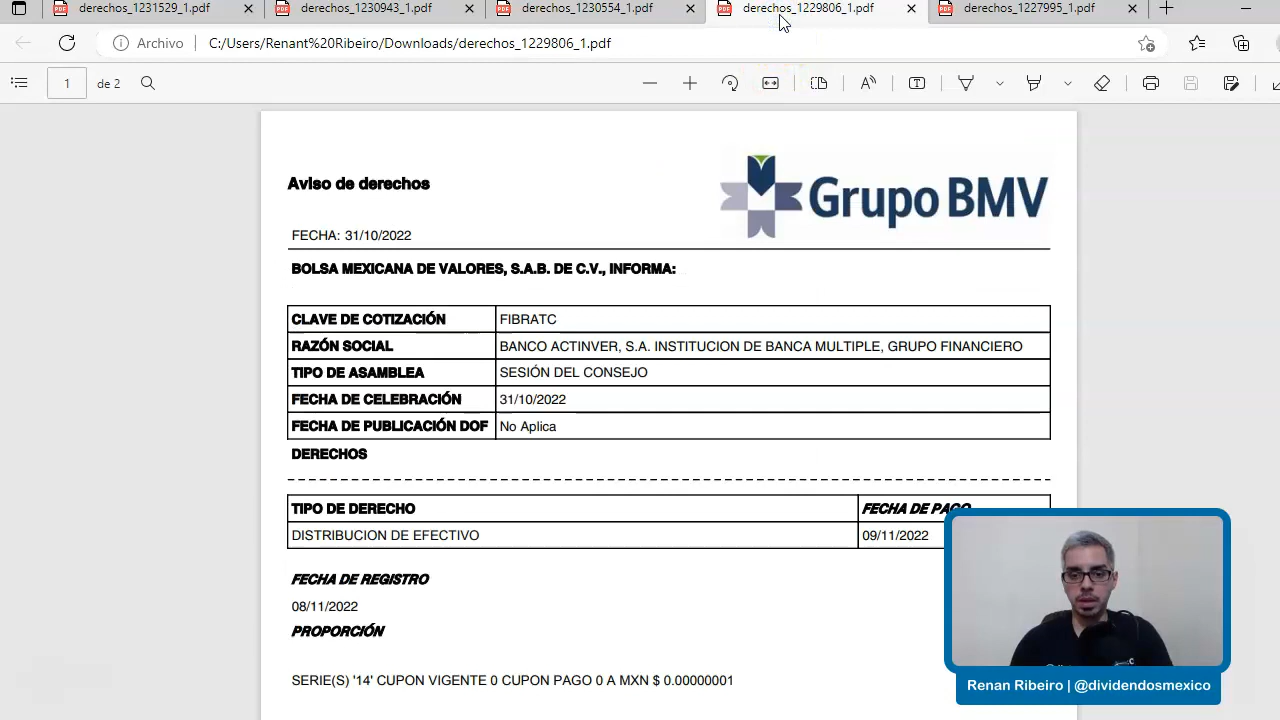 derechos_1231529_1.pdf
derechos_1230943_1.pdf
derechos_1230554_1.pdf
derechos_1229806_1.pdf
derechos_1227995_1.pdf
Archivo
C:/Users/Renant%20Ribeiro/Downloads/derechos_1229806_1.pdf
1
de 2
Aviso de derechos
Grupo BMV
FECHA: 31/10/2022
BOLSA MEXICANA DE VALORES, S.A.B. DE C.V., INFORMA:
CLAVE DE COTIZACIÓN FIBRATC
RAZÓN SOCIAL BANCO ACTINVER, S.A. INSTITUCION DE BANCA MULTIPLE, GRUPO FINANCIERO
TIPO DE ASAMBLEA SESIÓN DEL CONSEJO
FECHA DE CELEBRACIÓN 31/10/2022
FECHA DE PUBLICACIÓN DOF No Aplica
DERECHOS
TIPO DE DERECHO FECHA DE PAGO
DISTRIBUCION DE EFECTIVO 09/11/2022
FECHA DE REGISTRO
08/11/2022
PROPORCIÓN
SERIE(S) '14' CUPON VIGENTE 0 CUPON PAGO 0 A MXN $ 0.00000001
Renan Ribeiro | @dividendosmexico